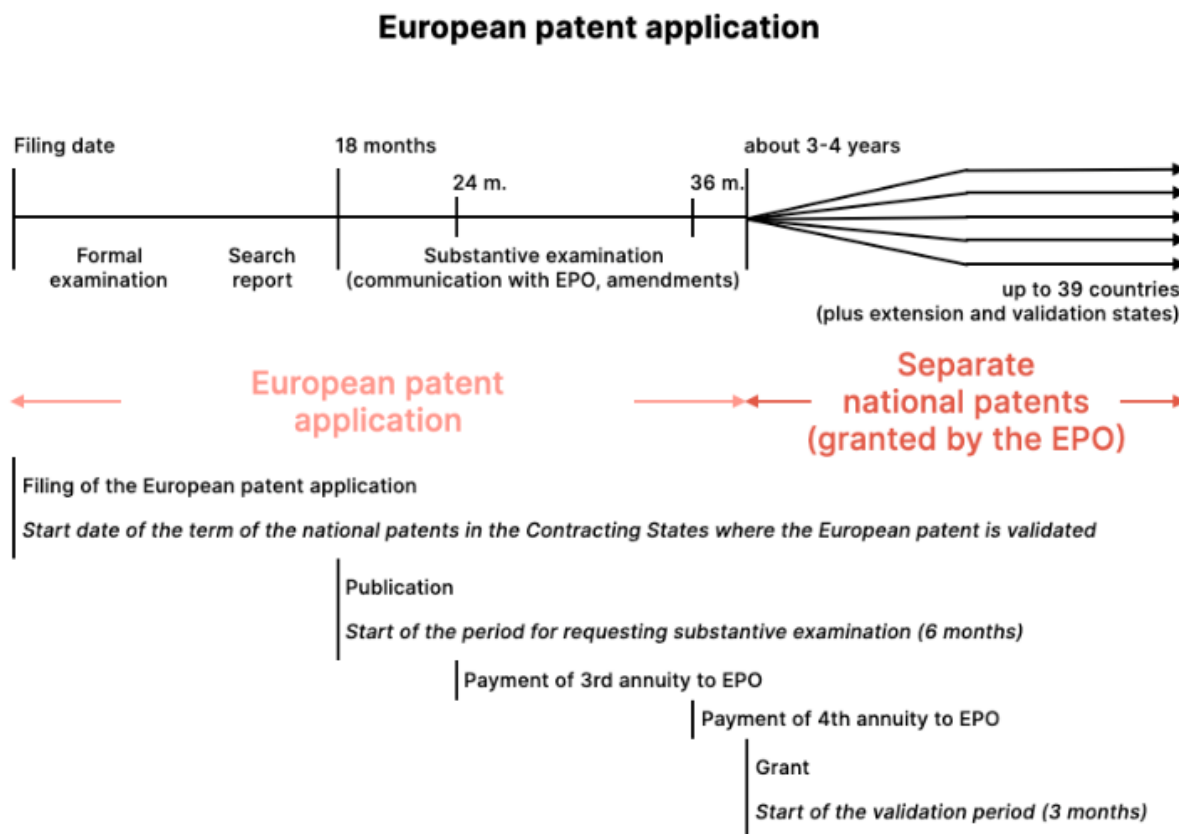 European patent application
Filing date
18 months
about 3-4 years
24 m.
36 m.
Formal
examination
Search
report
Substantive examination
(communication with EPO, amendments)
up to 39 countries
(plus extension and validation states)
European patent
application
Separate
national patents
(granted by the EPO)
Filing of the European patent application
Start date of the term of the national patents in the Contracting States where the European patent is validated
Publication
Start of the period for requesting substantive examination (6 months)
Payment of 3rd annuity to EPO
Payment of 4th annuity to EPO
Grant
Start of the validation period (3 months)